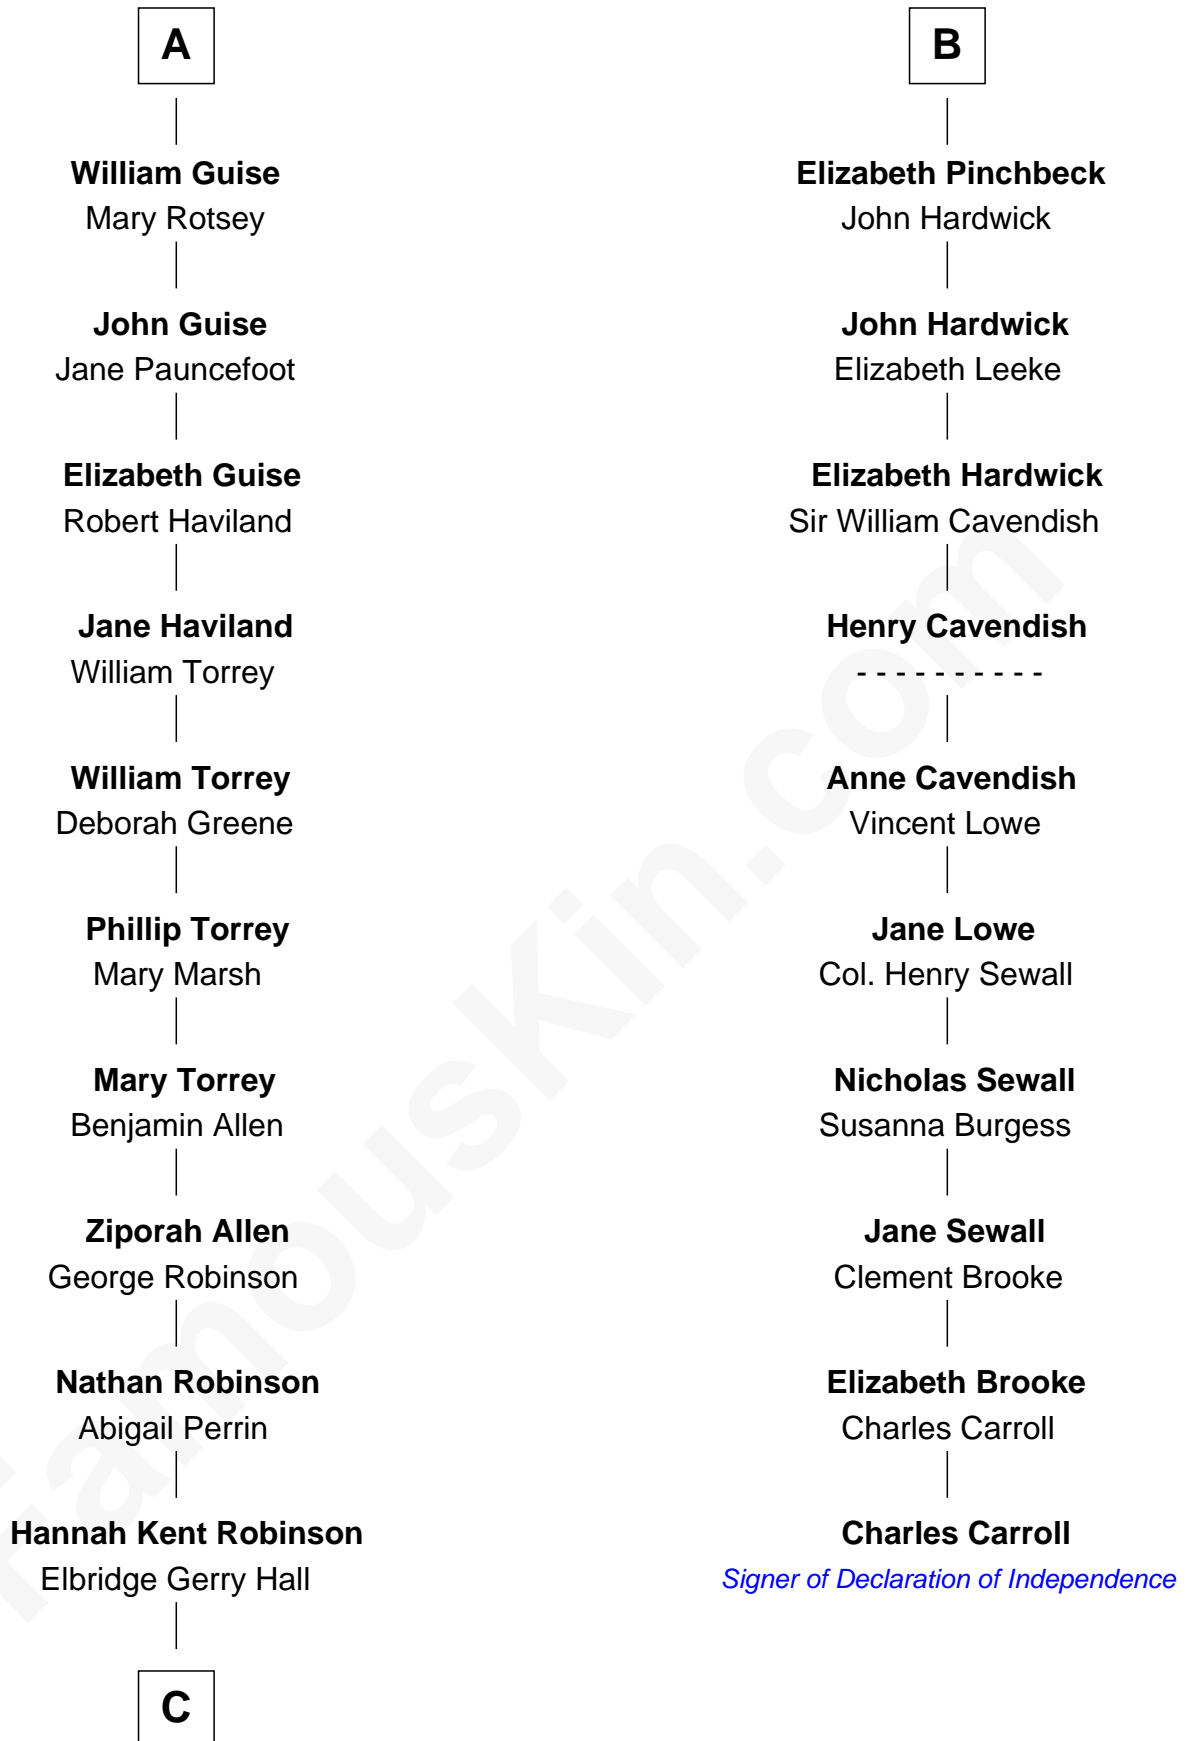 A
William Guise
Mary Rotsey
John Guise
Jane Pauncefoot
Elizabeth Guise
Robert Haviland
Jane Haviland
William Torrey
William Torrey
Deborah Greene
Phillip Torrey
Mary Marsh
Mary Torrey
Benjamin Allen
Ziporah Allen
George Robinson
Nathan Robinson
Abigail Perrin
Hannah Kent Robinson
Elbridge Gerry Hall
C
B
Elizabeth Pinchbeck
John Hardwick
John Hardwick
Elizabeth Leeke
Elizabeth Hardwick
Sir William Cavendish
Henry Cavendish
- - - - - - - - - -
Anne Cavendish
Vincent Lowe
Jane Lowe
Col. Henry Sewall
Nicholas Sewall
Susanna Burgess
Jane Sewall
Clement Brooke
Elizabeth Brooke
Charles Carroll
Charles Carroll
Signer of Declaration of Independence
FamousKin.com